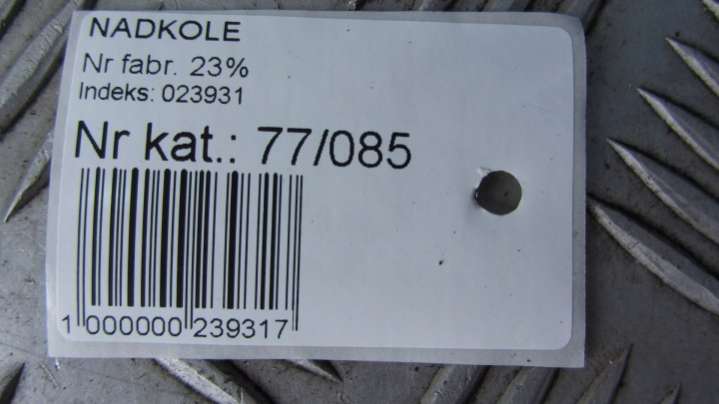 NADKOLE
Nr fabr. 23%
Indeks: 023931
Nr kat.: 77/085
1 000000 239317